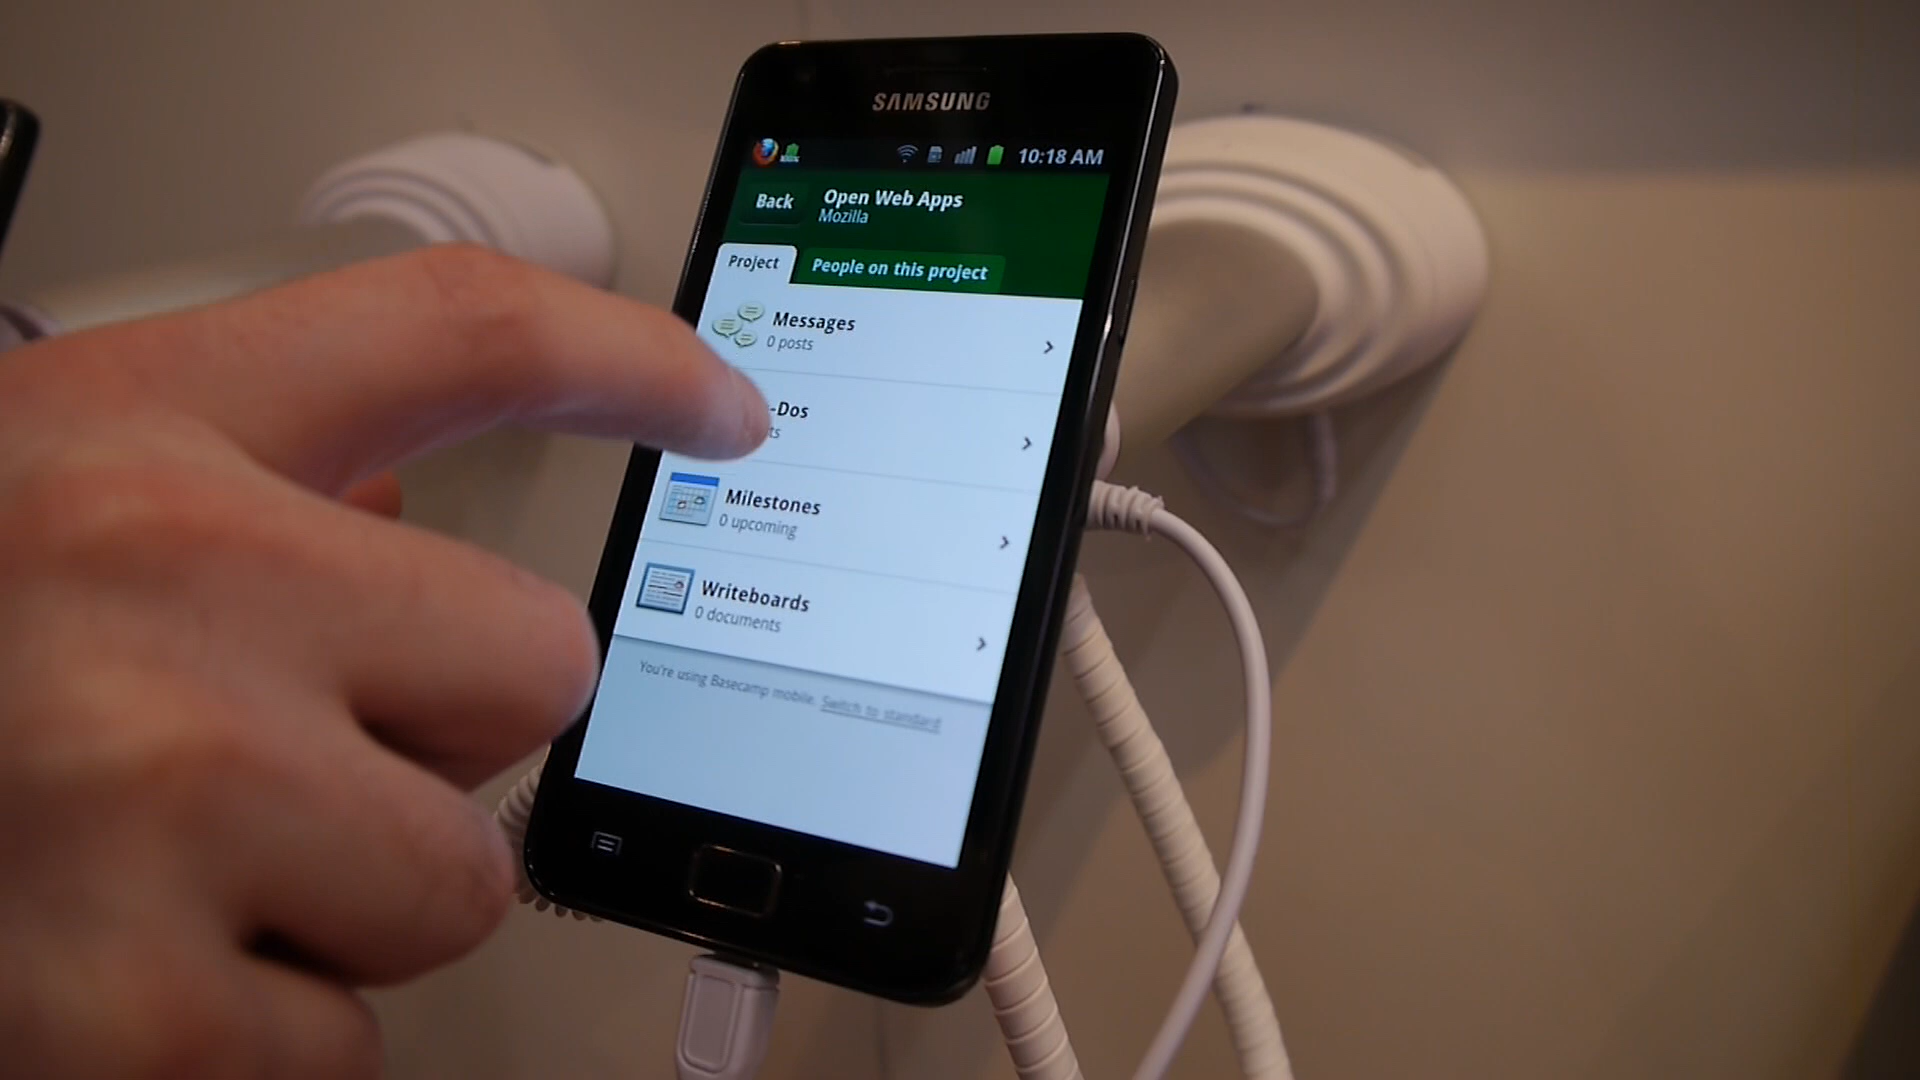 SAMSUNG
10:18 AM
Back
Open Web Apps
Mozilla
Project
People on this project
Messages
0 posts
-Dos
ts
Milestones
0 upcoming
Writeboards
0 documents
You're using Basecamp mobile. Switch to standard